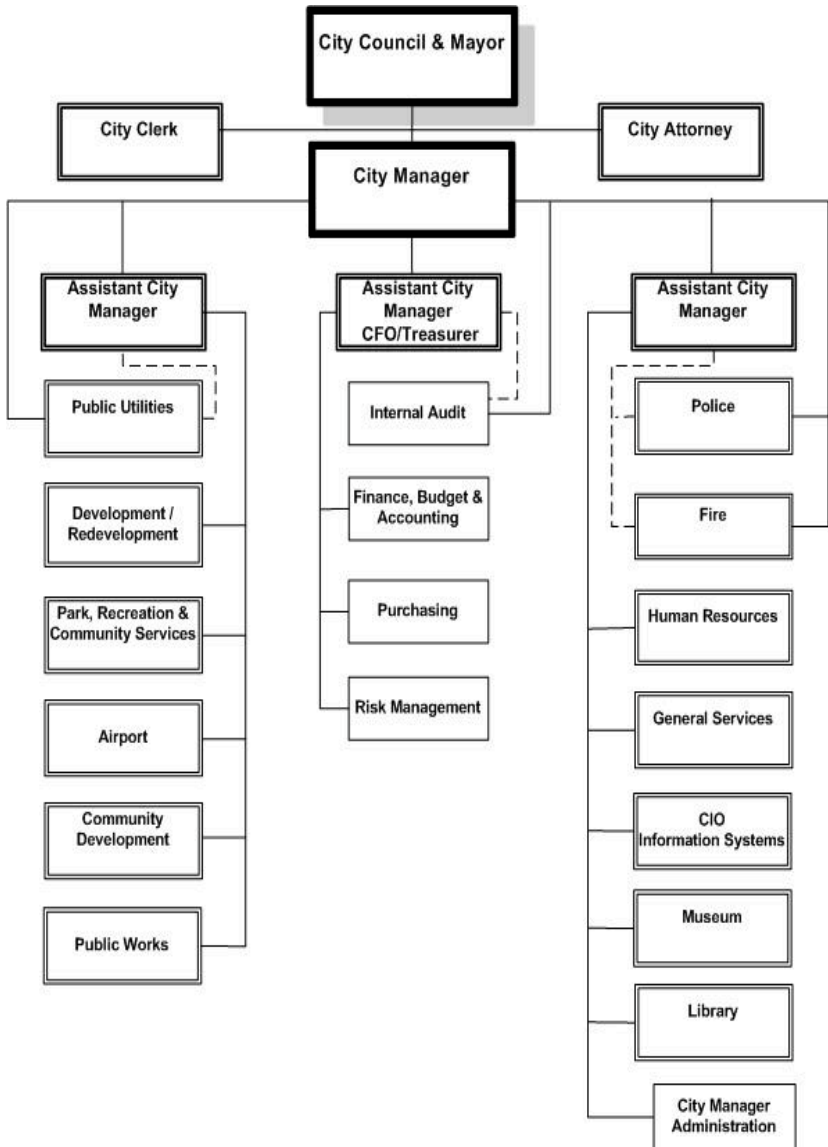 City Council & Mayor
City Clerk
City Attorney
City Manager
Assistant City
Manager
Public Utilities
Development /
Redevelopment
Park, Recreation &
Community Services
Airport
Community
Development
Public Works
Assistant City
Manager
CFO/Treasurer
Internal Audit
Finance, Budget &
Accounting
Purchasing
Risk Management
Assistant City
Manager
Police
Fire
Human Resources
General Services
CIO
Information Systems
Museum
Library
City Manager
Administration